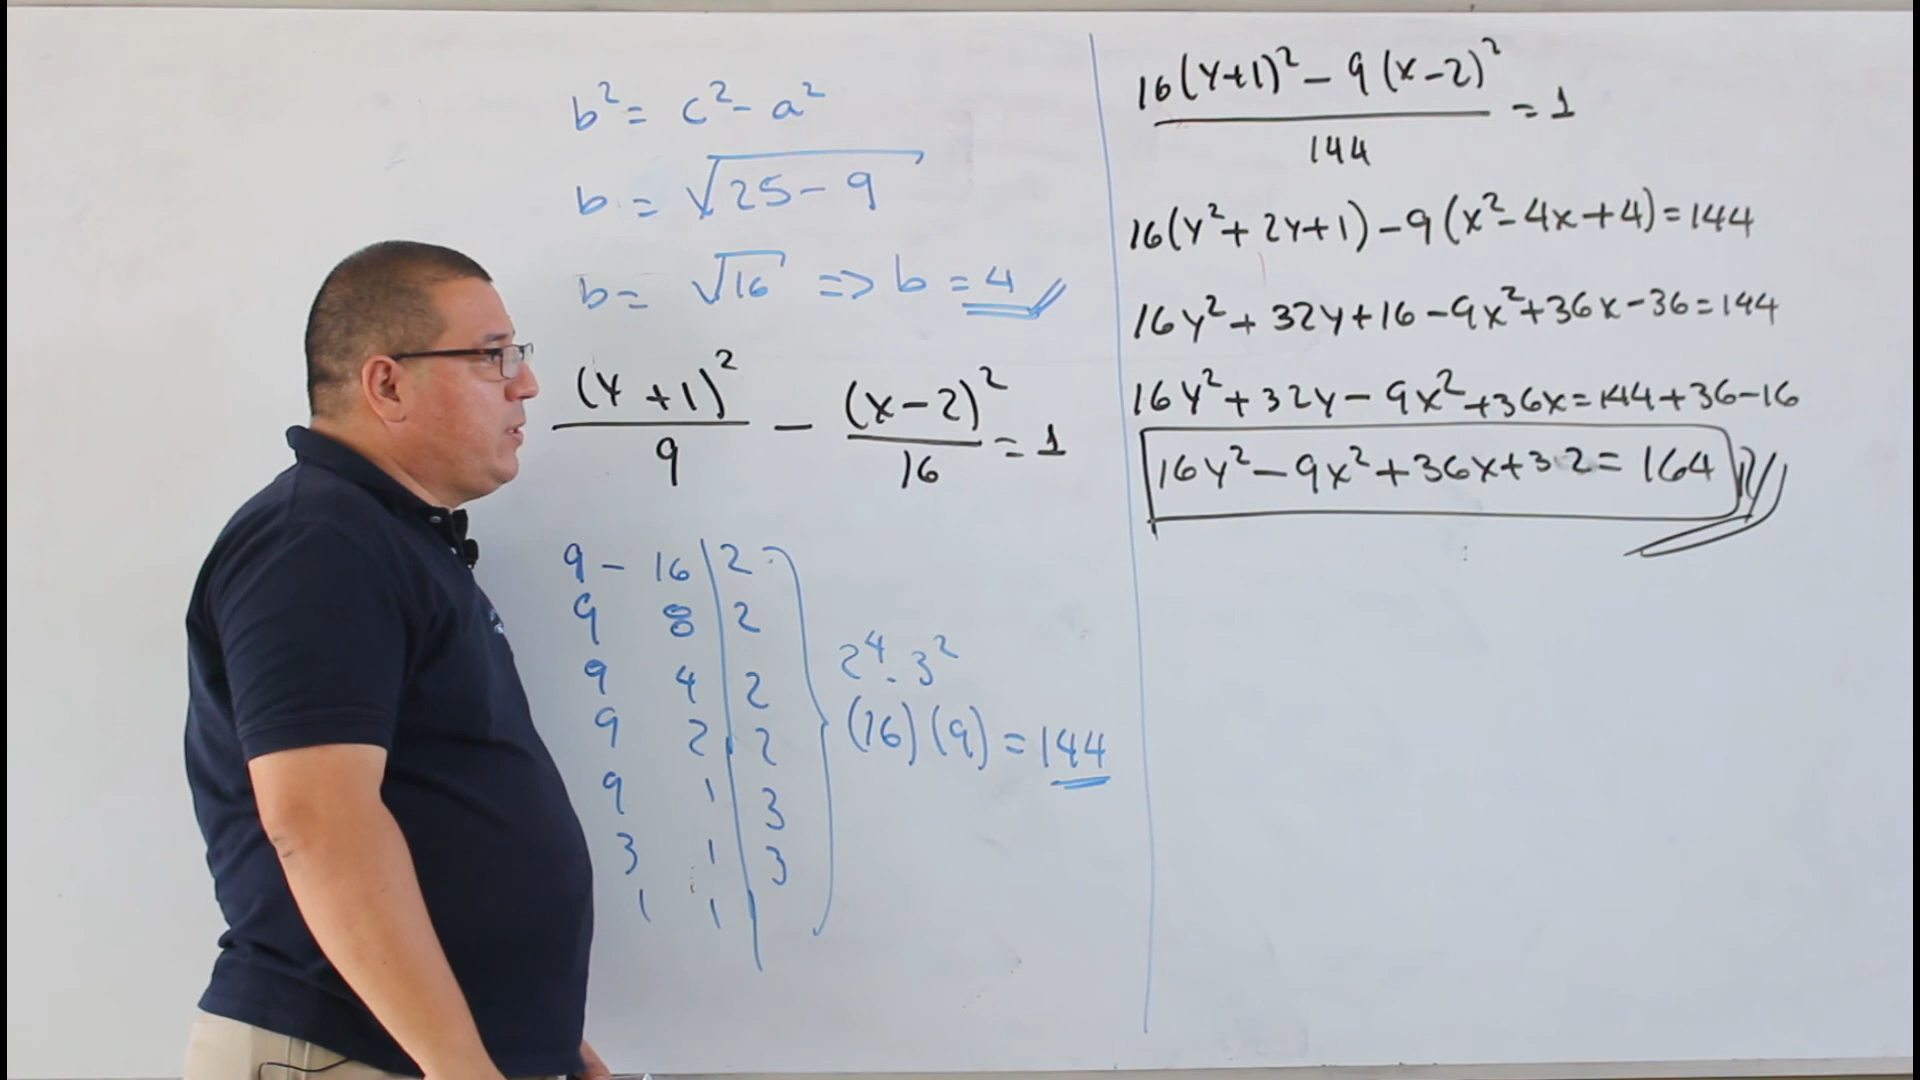 b² = c² - a²
b = √25 - 9
b = √16 => b = 4
(y + 1)² / 9 - (x - 2)² / 16 = 1
9 - 16 | 2
9 8 | 2
9 4 | 2
9 2 | 2
9 1 | 3
3 1 | 3
1 1 |
2⁴ . 3²
(16)(9) = 144
16(y+1)² - 9(x-2)² / 144 = 1
16(y² + 2y + 1) - 9(x² - 4x + 4) = 144
16y² + 32y + 16 - 9x² + 36x - 36 = 144
16y² + 32y - 9x² + 36x = 144 + 36 - 16
16y² - 9x² + 36x + 32 = 164